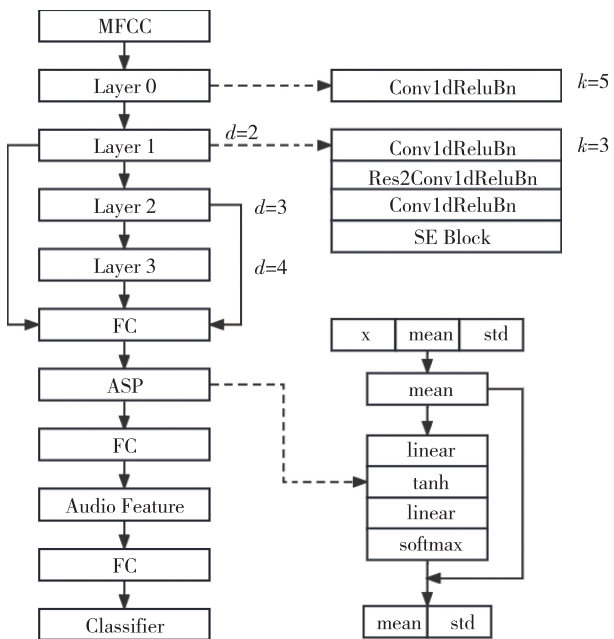 MFCC
Layer 0
Conv1dReluBn
k=5
Layer 1
d=2
Conv1dReluBn
k=3
Res2Conv1dReluBn
Layer 2
d=3
Conv1dReluBn
SE Block
Layer 3
d=4
FC
x mean std
ASP
mean
FC
linear
tanh
Audio Feature
linear
softmax
FC
Classifier
mean std